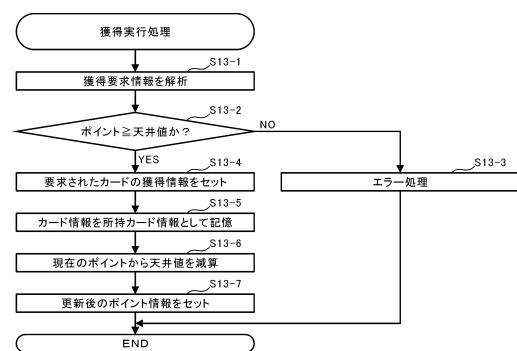 獲得実行処理
S13-1
獲得要求情報を解析
S13-2
ポイント≧天井値か？
NO
YES
S13-4
S13-3
要求されたカードの獲得情報をセット
エラー処理
S13-5
カード情報を所持カード情報として記憶
S13-6
現在のポイントから天井値を減算
S13-7
更新後のポイント情報をセット
END